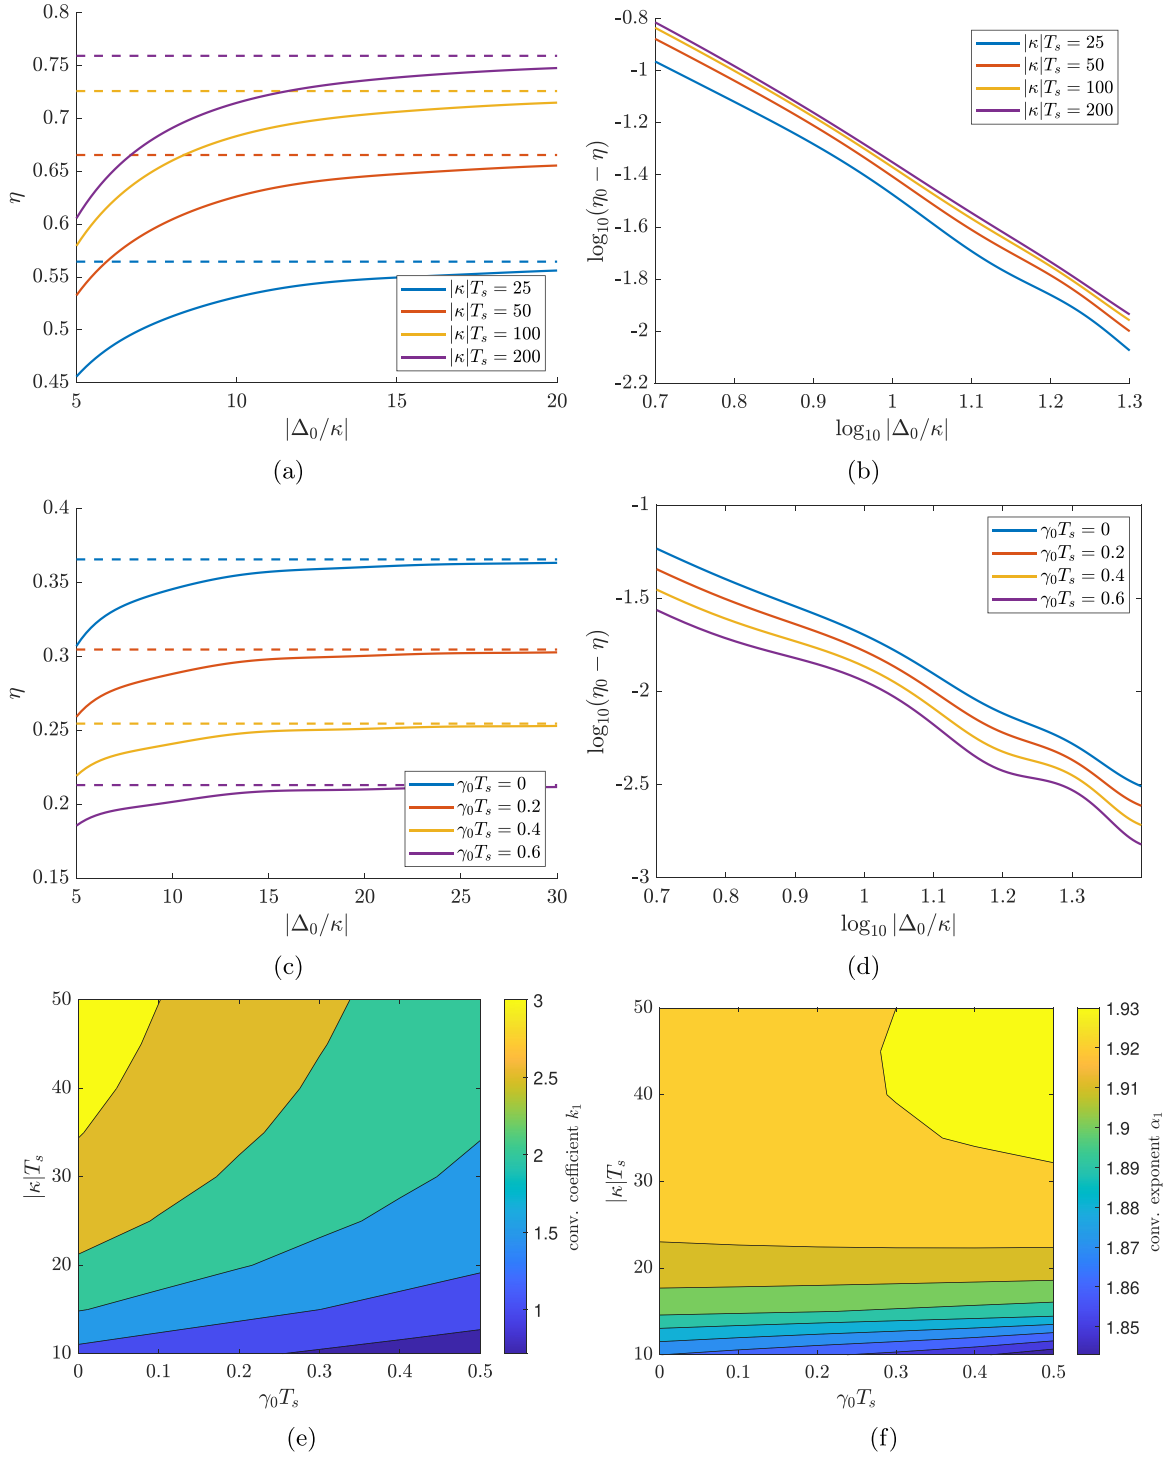 0.8
0.75
0.7
0.65
0.6
0.55
0.5
0.45
η
5
10
15
20
|Δ₀/κ|
|κ|Tₛ = 25
|κ|Tₛ = 50
|κ|Tₛ = 100
|κ|Tₛ = 200
(a)
-0.8
-1
-1.2
-1.4
-1.6
-1.8
-2
-2.2
log₁₀(η₀ − η)
0.7
0.8
0.9
1
1.1
1.2
1.3
log₁₀ |Δ₀/κ|
|κ|Tₛ = 25
|κ|Tₛ = 50
|κ|Tₛ = 100
|κ|Tₛ = 200
(b)
0.4
0.35
0.3
0.25
0.2
0.15
η
5
10
15
20
25
30
|Δ₀/κ|
γ₀Tₛ = 0
γ₀Tₛ = 0.2
γ₀Tₛ = 0.4
γ₀Tₛ = 0.6
(c)
-1
-1.5
-2
-2.5
-3
log₁₀(η₀ − η)
0.7
0.8
0.9
1
1.1
1.2
1.3
log₁₀ |Δ₀/κ|
γ₀Tₛ = 0
γ₀Tₛ = 0.2
γ₀Tₛ = 0.4
γ₀Tₛ = 0.6
(d)
50
40
30
20
10
|κ|Tₛ
0
0.1
0.2
0.3
0.4
0.5
γ₀Tₛ
3
2.5
2
1.5
1
conv. coefficient k₁
(e)
50
40
30
20
10
|κ|Tₛ
0
0.1
0.2
0.3
0.4
0.5
γ₀Tₛ
1.93
1.92
1.91
1.9
1.89
1.88
1.87
1.86
1.85
conv. exponent α₁
(f)